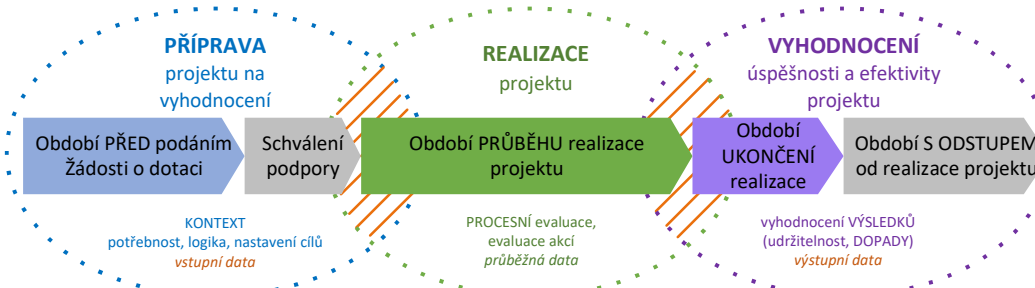 PŘÍPRAVA
projektu na
vyhodnocení
REALIZACE
projektu
VYHODNOCENÍ
úspěšnosti a efektivity
projektu
Období PŘED podáním
Žádosti o dotaci
Schválení
podpory
Období PRŮBĚHU realizace
projektu
Období
UKONČENÍ
realizace
Období S ODSTUPEM
od realizace projektu
KONTEXT
potřebnost, logika, nastavení cílů
vstupní data
PROCESNÍ evaluace,
evaluace akcí
průběžná data
vyhodnocení VÝSLEDKŮ
(udržitelnost, DOPADY)
výstupní data